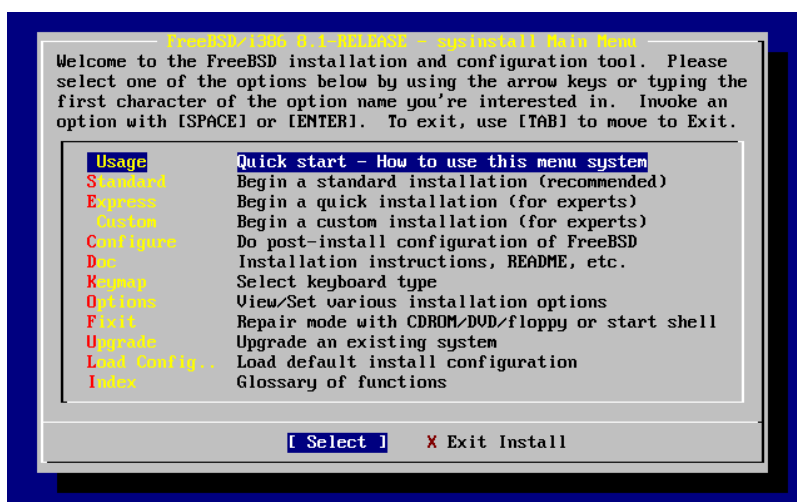 FreeBSD/i386 8.1-RELEASE - sysinstall Main Menu
Welcome to the FreeBSD installation and configuration tool.  Please
select one of the options below by using the arrow keys or typing the
first character of the option name you're interested in.  Invoke an
option with [SPACE] or [ENTER].  To exit, use [TAB] to move to Exit.
Usage Quick start - How to use this menu system
Standard Begin a standard installation (recommended)
Express Begin a quick installation (for experts)
Custom Begin a custom installation (for experts)
Configure Do post-install configuration of FreeBSD
Doc Installation instructions, README, etc.
Keymap Select keyboard type
Options View/Set various installation options
Fixit Repair mode with CDROM/DVD/floppy or start shell
Upgrade Upgrade an existing system
Load Config.. Load default install configuration
Index Glossary of functions
[ Select ] X Exit Install